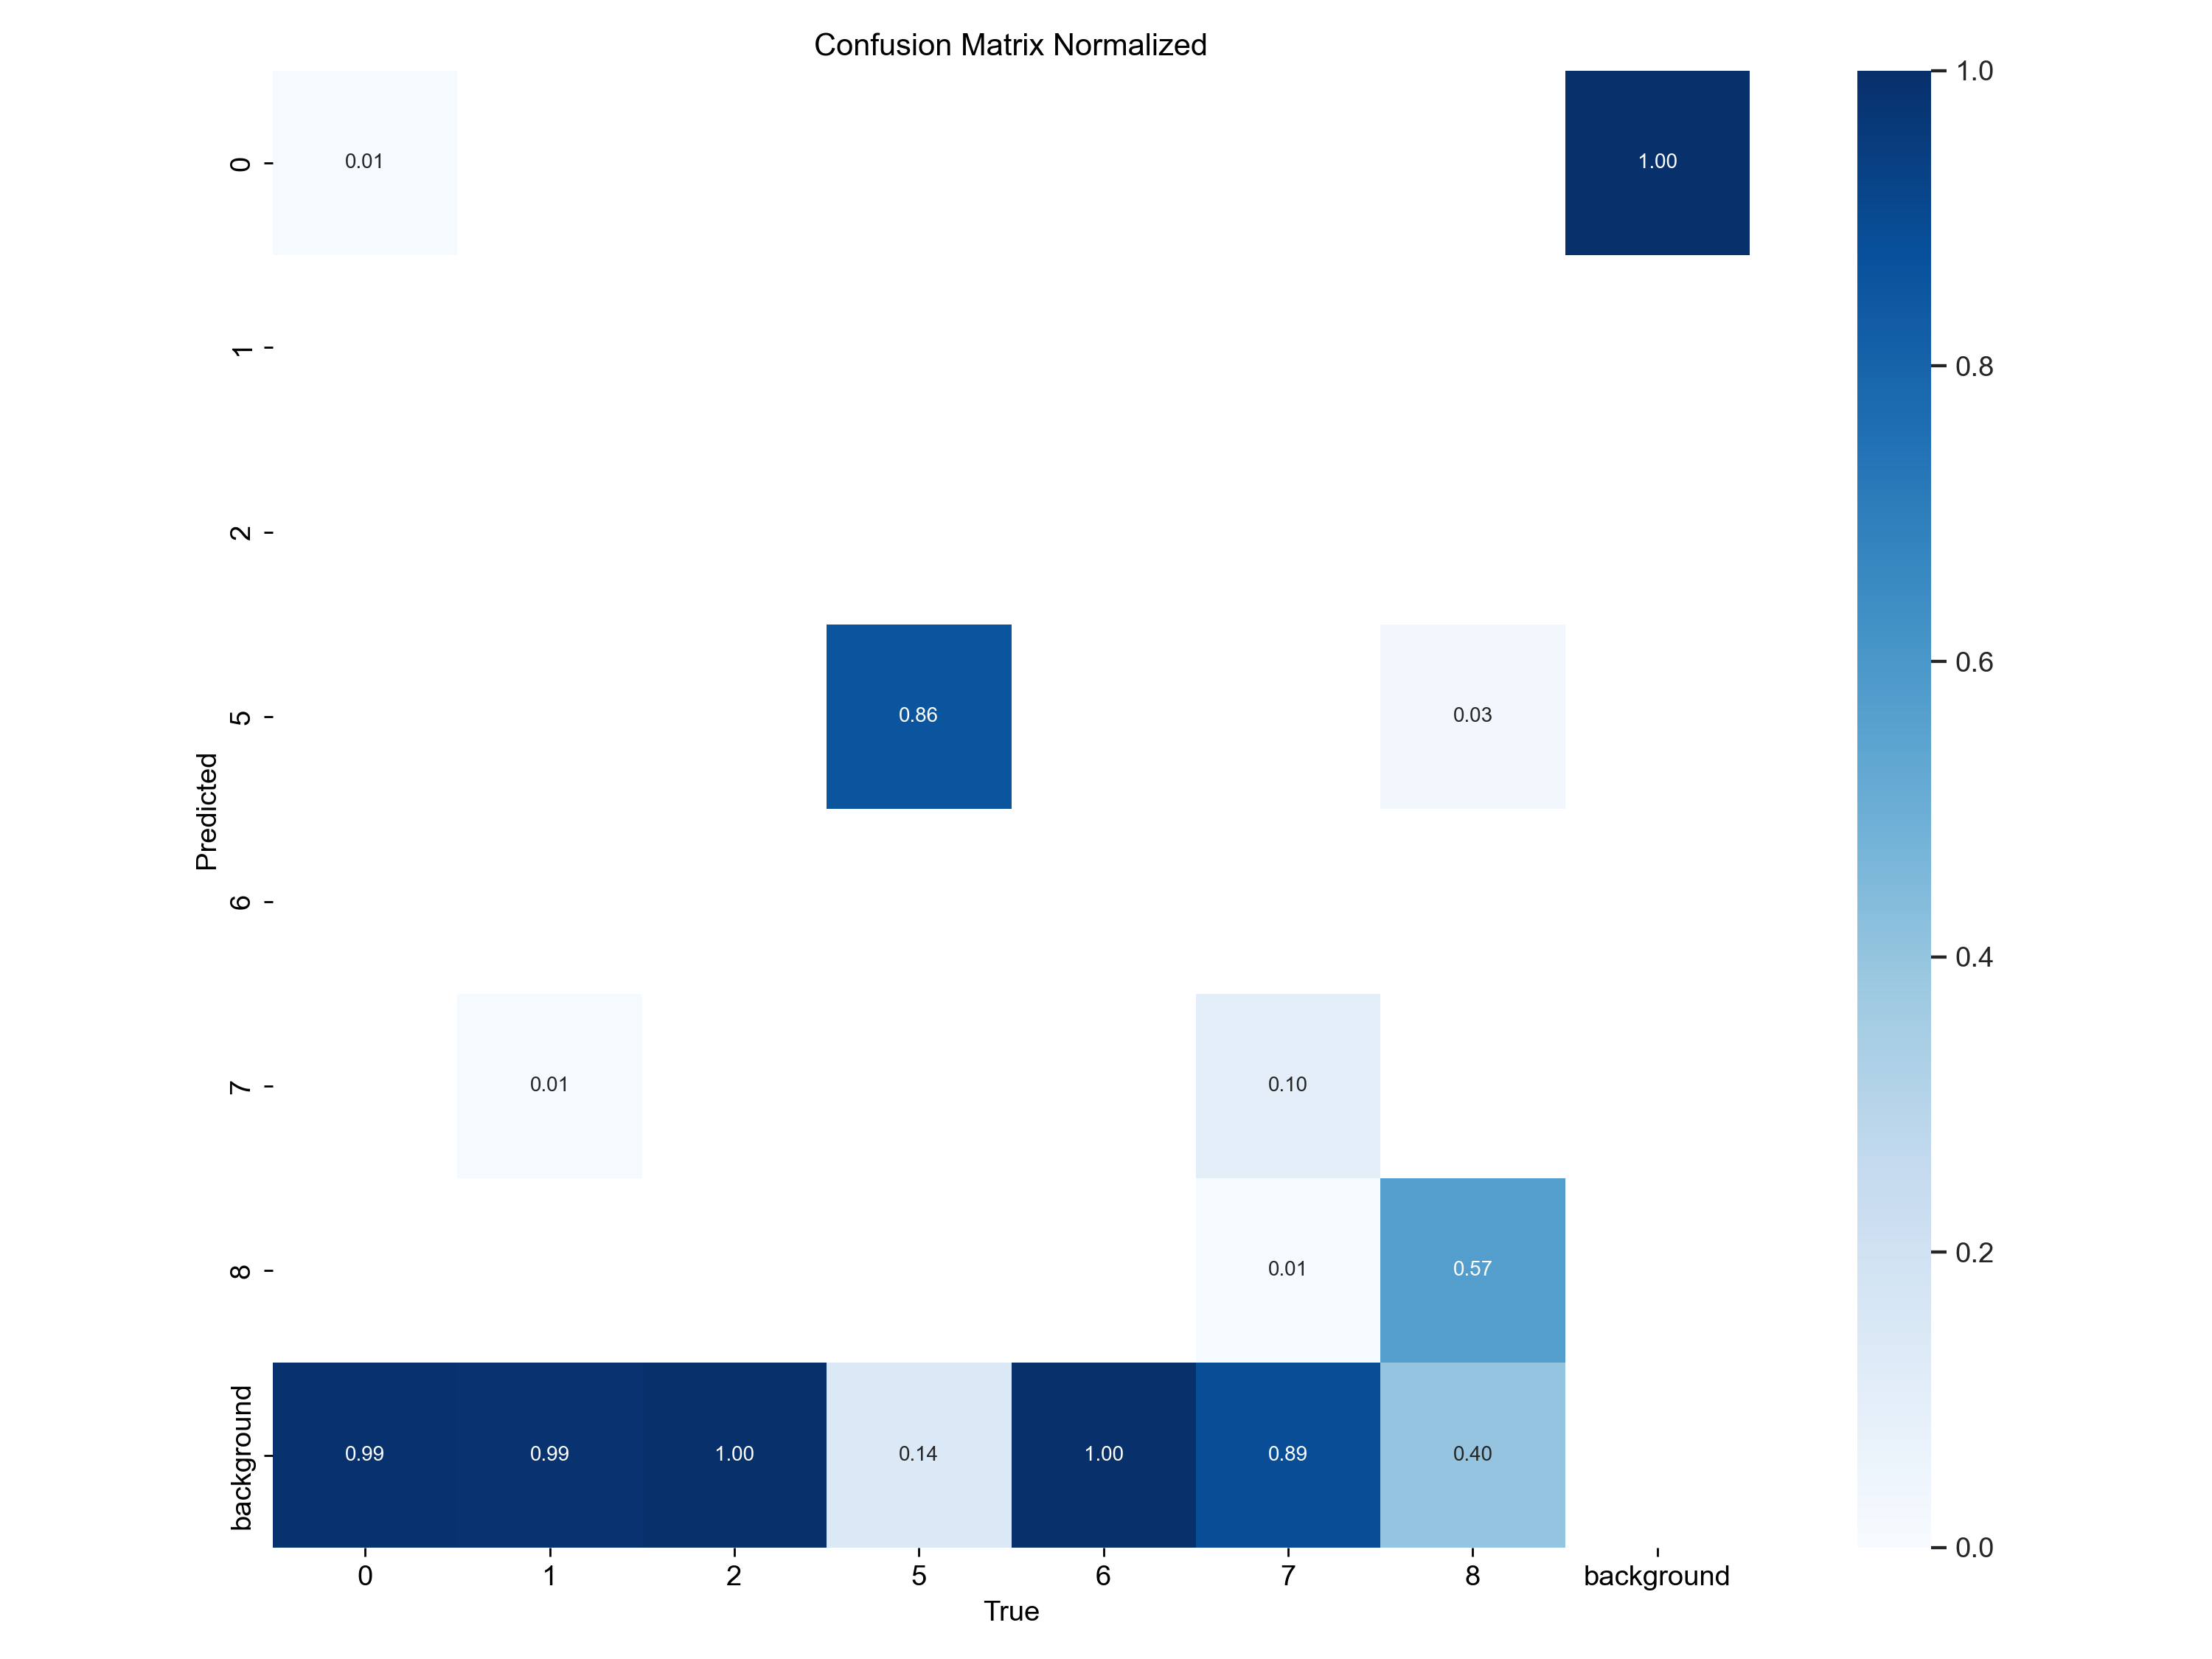 Confusion Matrix Normalized
0 0.01 1.00
1
2
5 0.86 0.03
6
7 0.01 0.10
8 0.01 0.57
background 0.99 0.99 1.00 0.14 1.00 0.89 0.40
0 1 2 5 6 7 8 background
True
Predicted
1.0
0.8
0.6
0.4
0.2
0.0